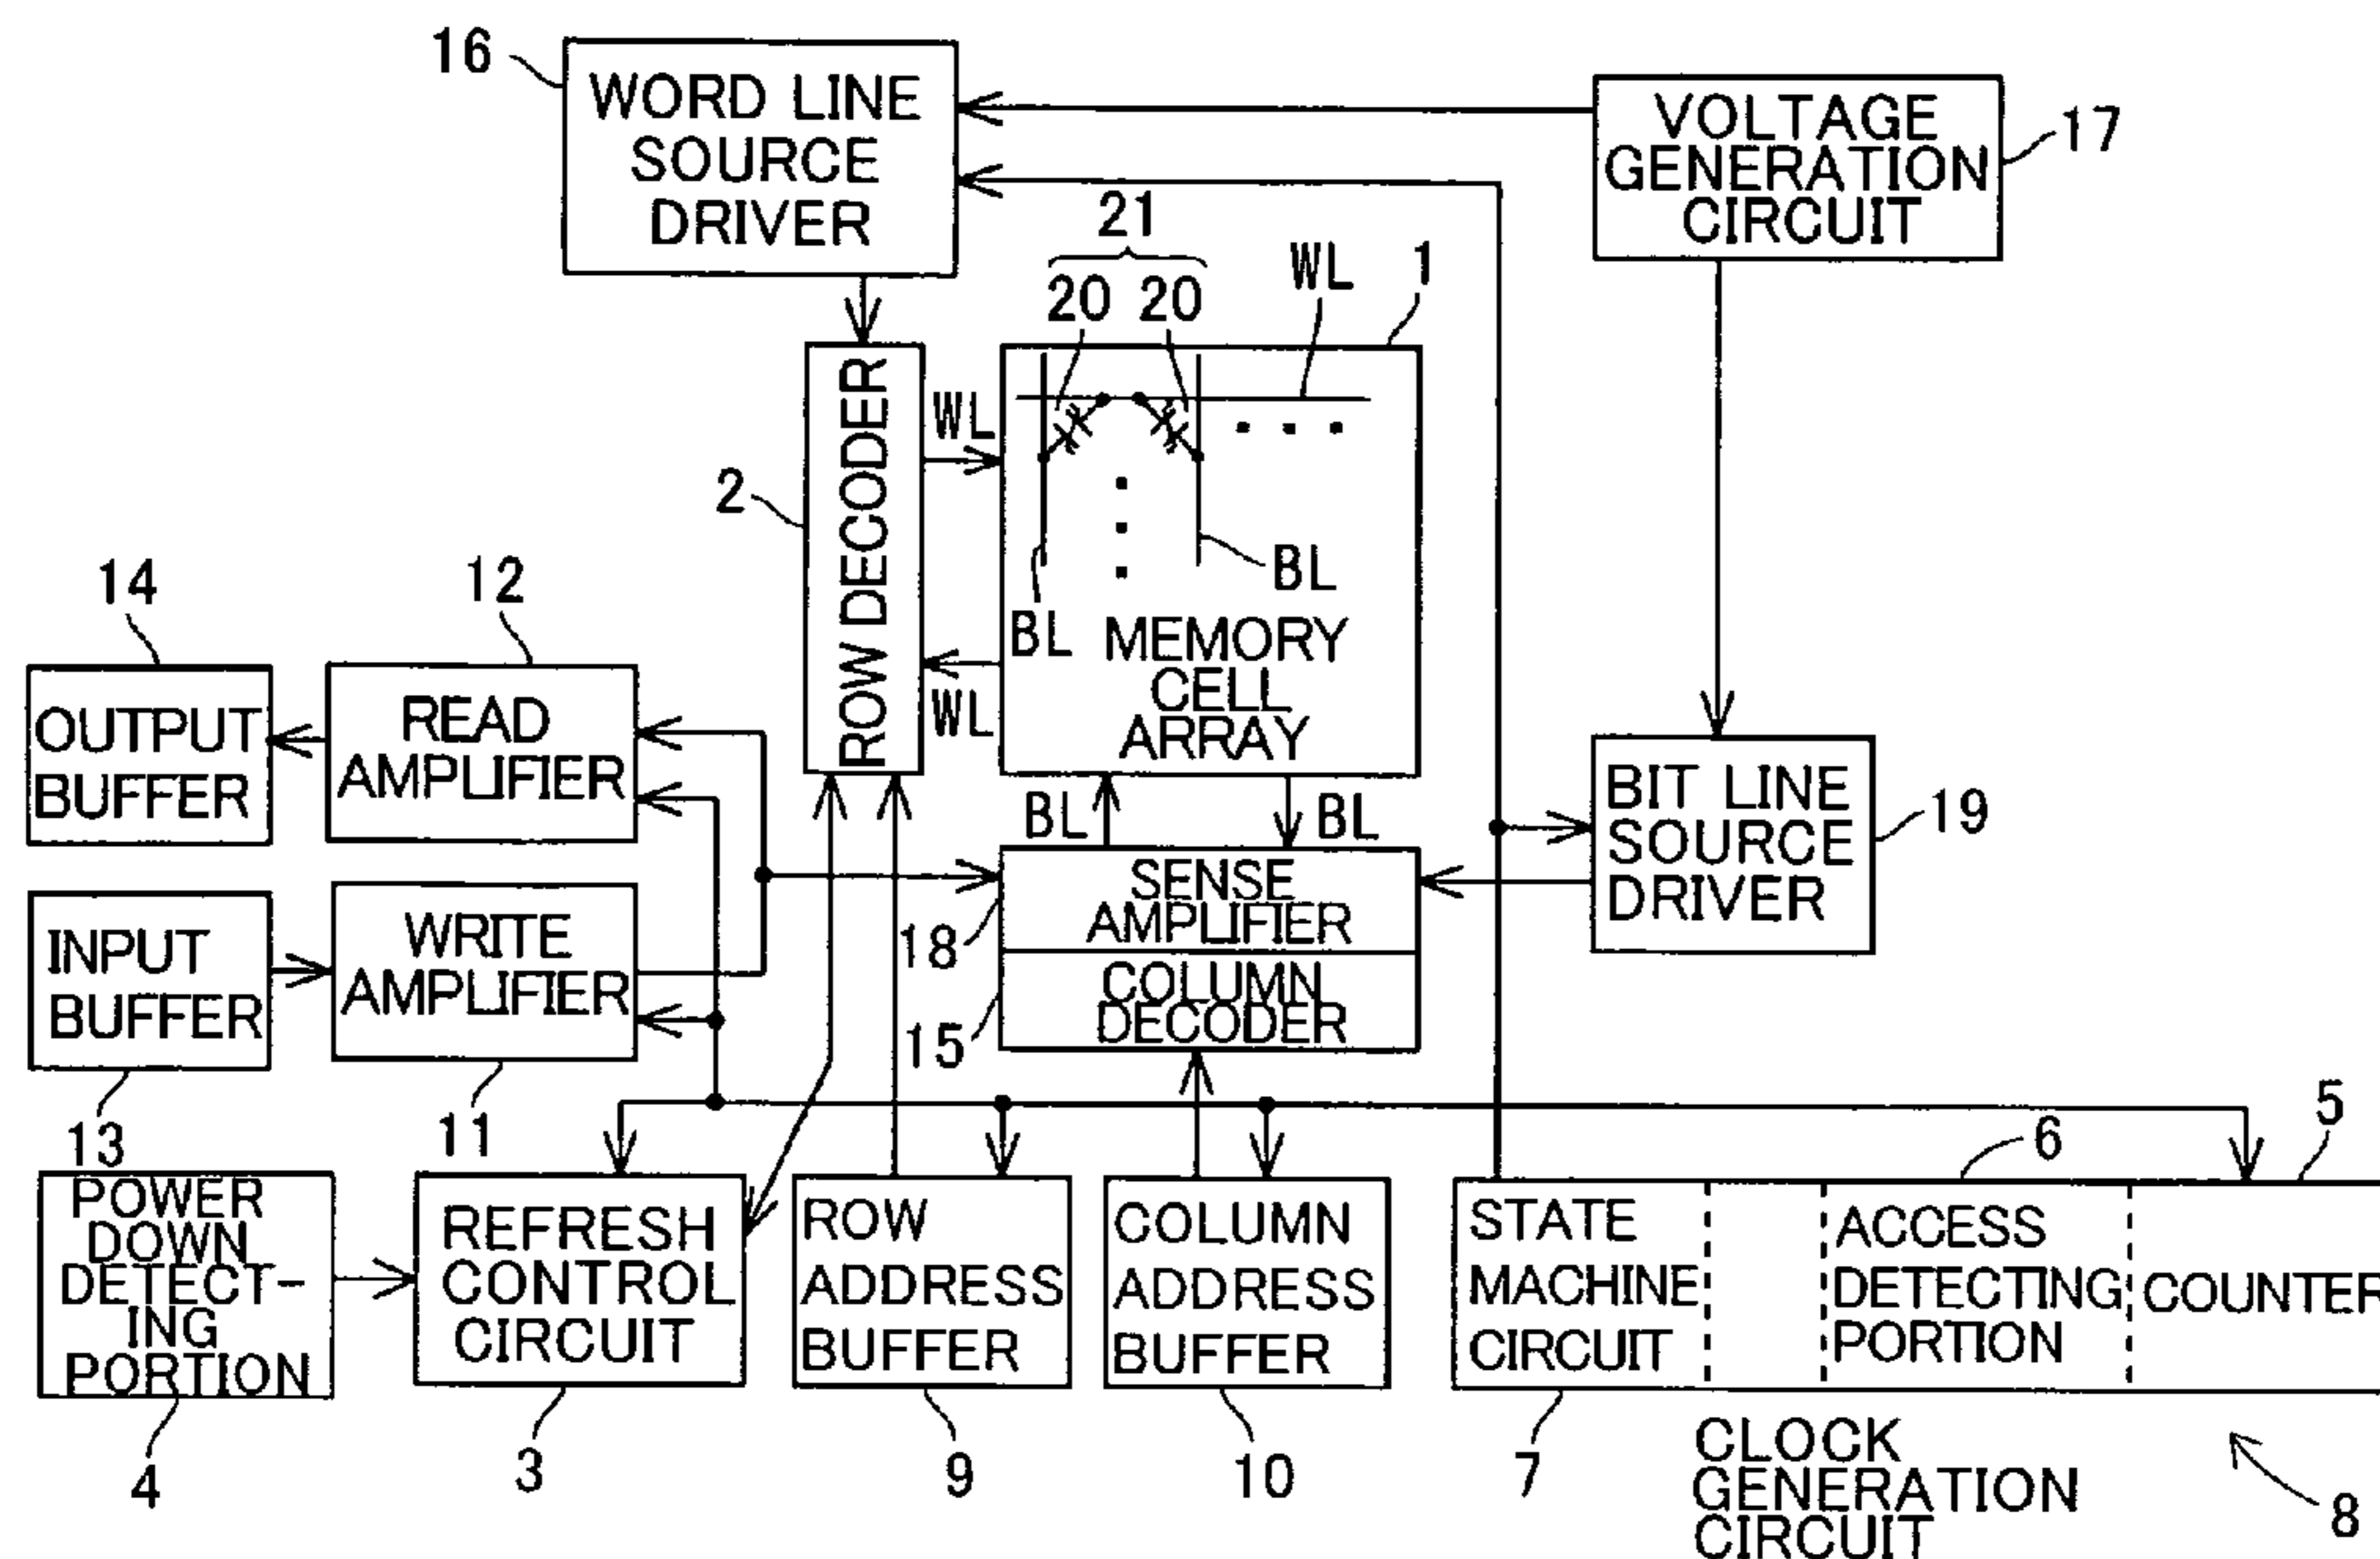 16
WORD LINE
SOURCE
DRIVER
VOLTAGE
GENERATION
CIRCUIT
17
21
20 20
WL
1
2
ROW DECODER
WL
WL
BL
BL
MEMORY
CELL
ARRAY
14
OUTPUT
BUFFER
12
READ
AMPLIFIER
BL
BL
BIT LINE
SOURCE
DRIVER
19
INPUT
BUFFER
13
WRITE
AMPLIFIER
11
SENSE
AMPLIFIER
18
COLUMN
DECODER
15
POWER
DOWN
DETECT-
ING
PORTION
4
REFRESH
CONTROL
CIRCUIT
3
ROW
ADDRESS
BUFFER
9
COLUMN
ADDRESS
BUFFER
10
STATE
MACHINE
CIRCUIT
7
6
ACCESS
DETECTING
PORTION
5
COUNTER
CLOCK
GENERATION
CIRCUIT
8